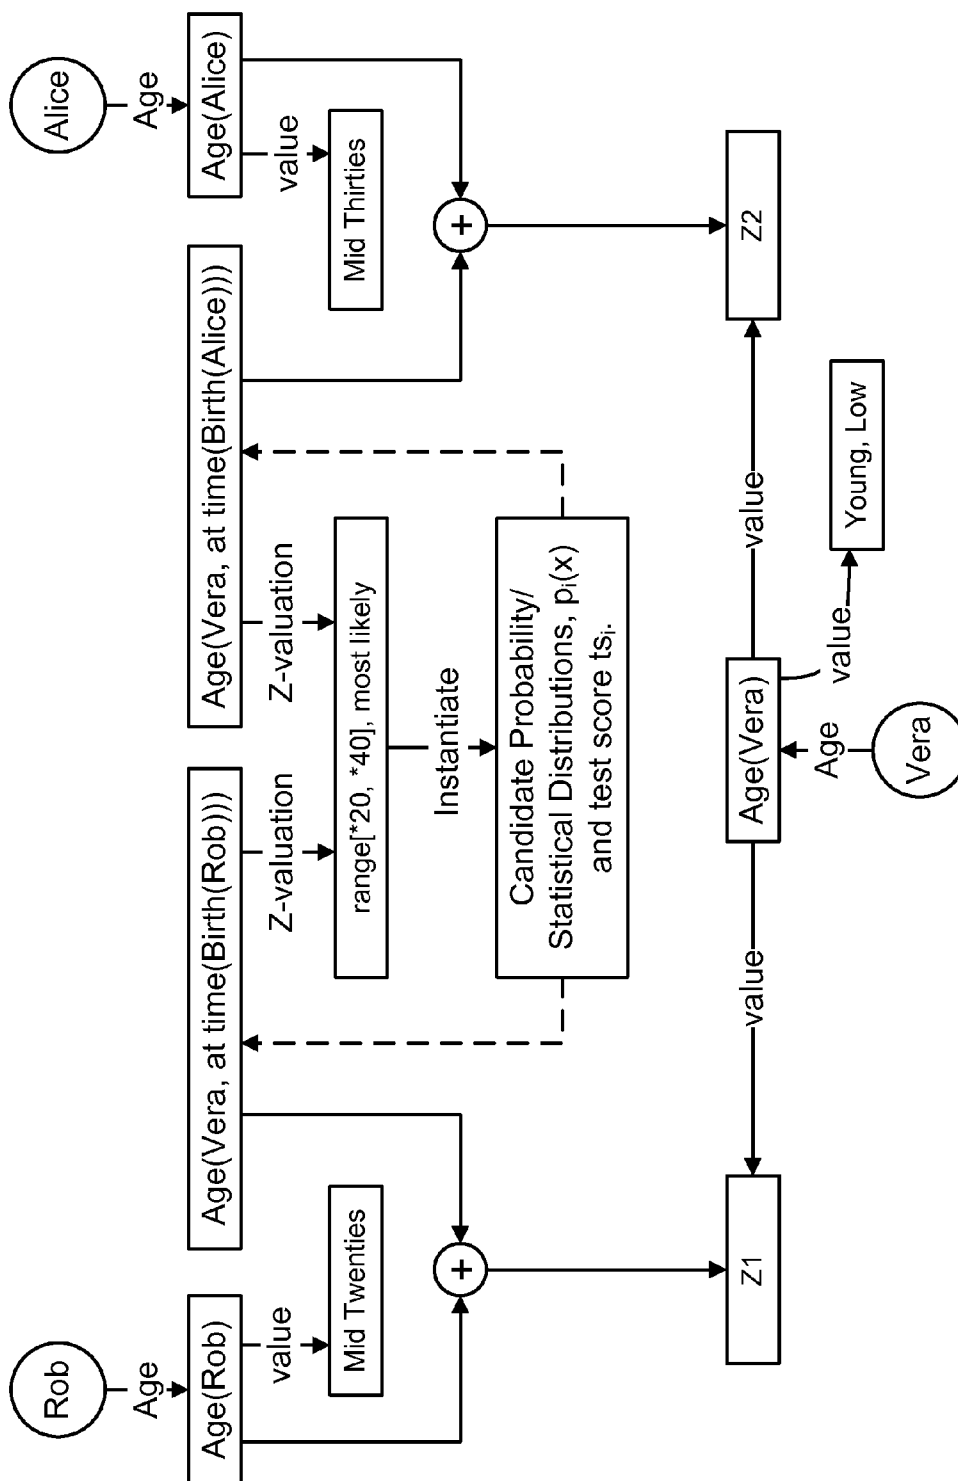 Rob
Alice
Age
Age
Age(Rob)
Age(Vera, at time(Birth(Rob)))
Age(Vera, at time(Birth(Alice))))
Age(Alice)
value
Z-valuation
Z-valuation
value
Mid Twenties
range[*20, *40], most likely
Mid Thirties
+
Instantiate
+
Candidate Probability/
Statistical Distributions, pᵢ(x)
and test score tsᵢ.
Z1
value
Age(Vera)
value
Z2
value
Young, Low
Age
Vera